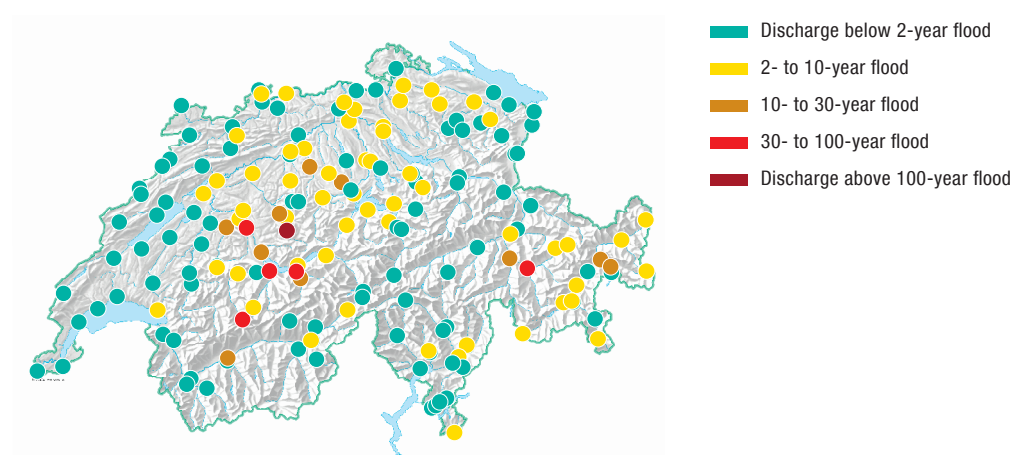 Discharge below 2-year flood
2- to 10-year flood
10- to 30-year flood
30- to 100-year flood
Discharge above 100-year flood